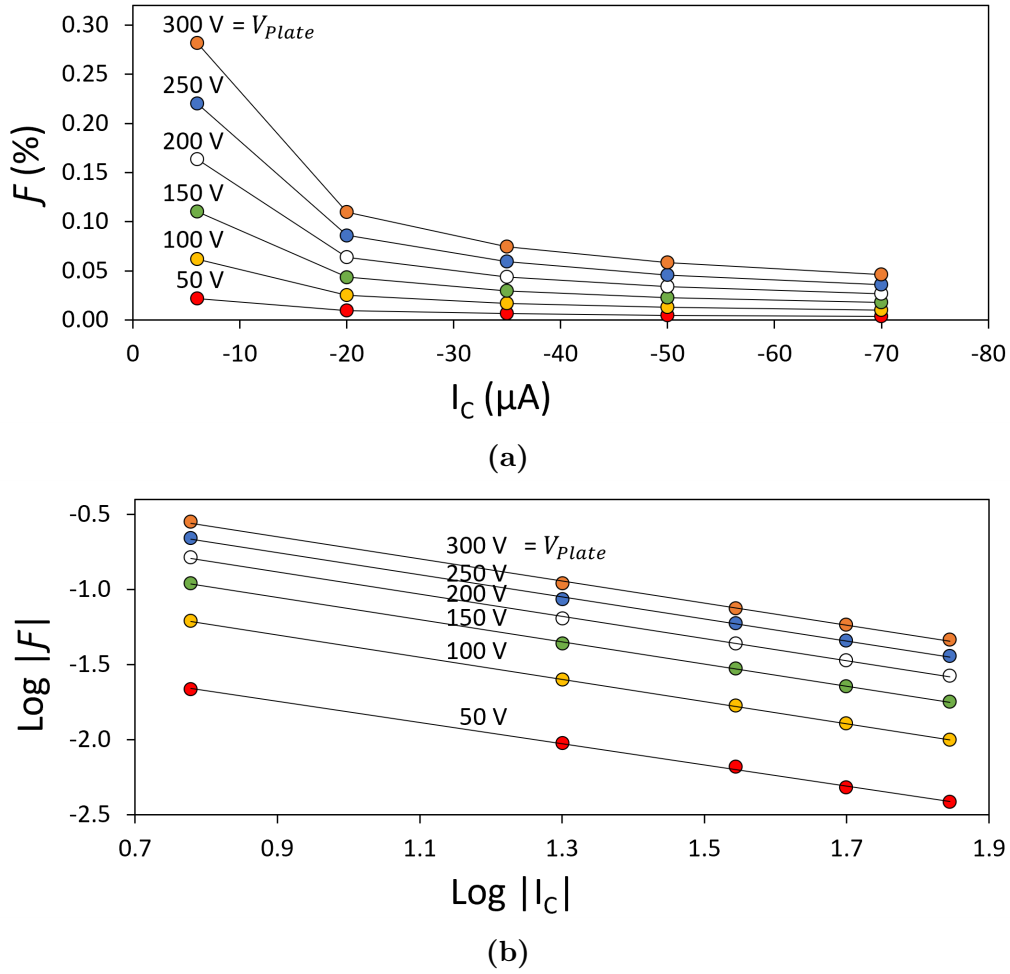 300 V = V_Plate
0.30
250 V
0.25
200 V
0.20
150 V
0.15
100 V
0.10
50 V
0.05
0.00
F (%)
0 -10 -20 -30 -40 -50 -60 -70 -80
I_C (μA)
(a)
-0.5
300 V = V_Plate
250 V
-1.0
200 V
150 V
100 V
-1.5
50 V
-2.0
-2.5
Log |F|
0.7 0.9 1.1 1.3 1.5 1.7 1.9
Log |I_C|
(b)